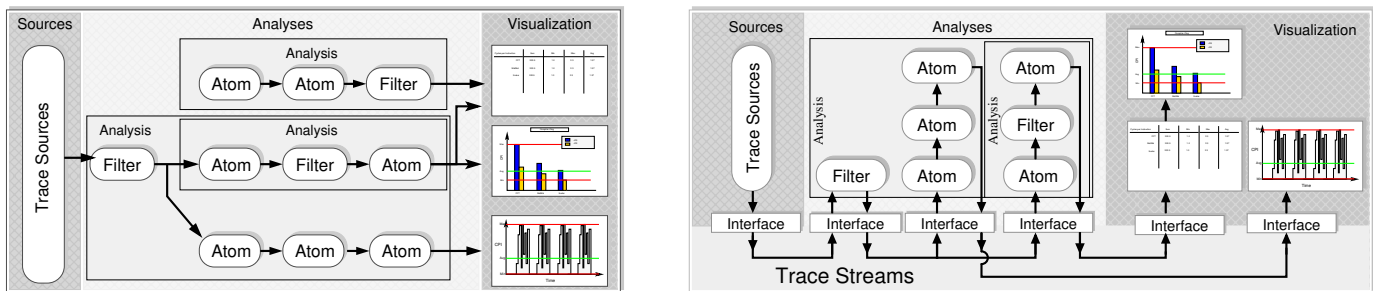 Sources
Analyses
Visualization
Trace Sources
Analysis
Atom
Atom
Filter
Analysis
Filter
Analysis
Atom
Filter
Atom
Atom
Atom
Atom
CPI
CPI
Time
Sources
Analyses
Visualization
Trace Sources
Analysis
Filter
Atom
Atom
Atom
Analysis
Atom
Filter
Atom
CPI
CPI
Time
Interface
Interface
Interface
Interface
Interface
Interface
Trace Streams